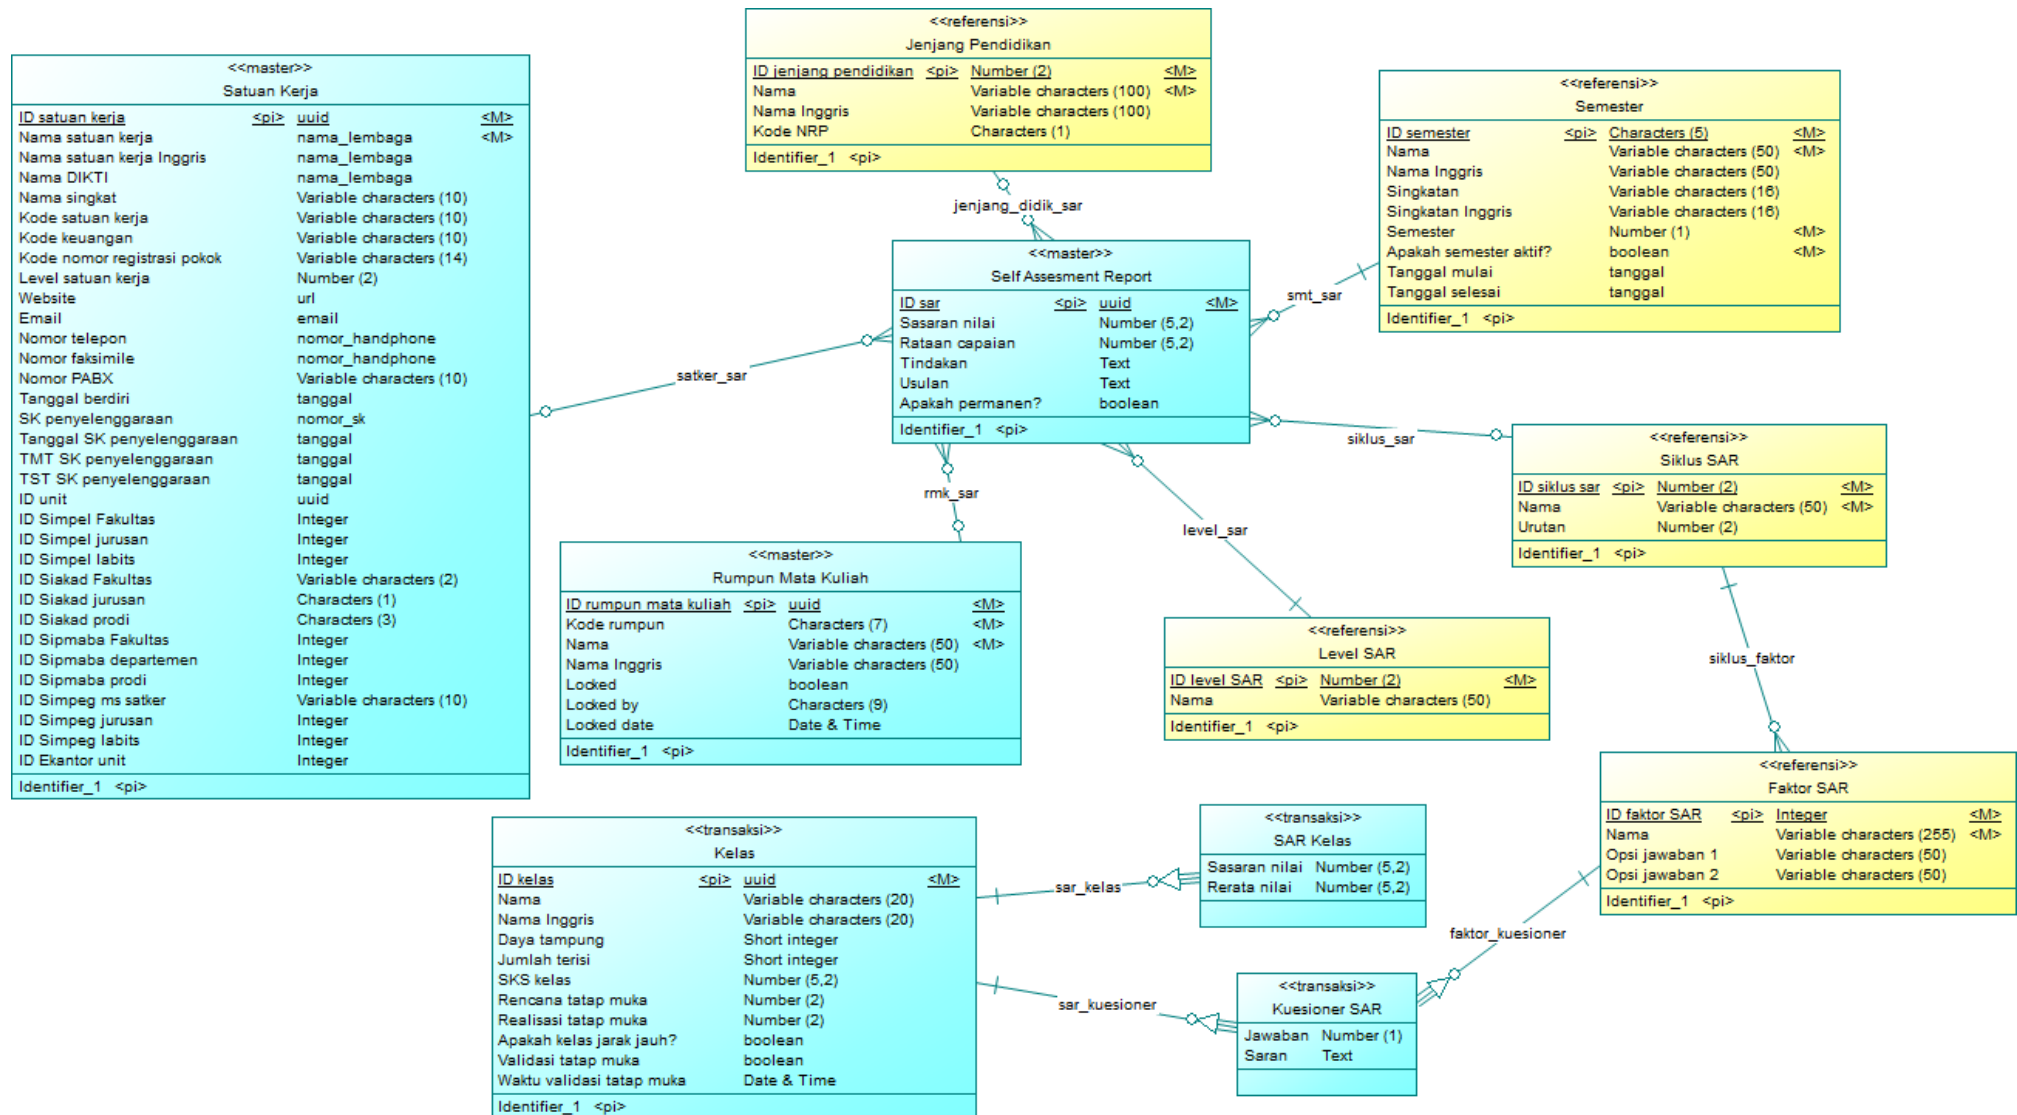 <<master>>
Satuan Kerja
ID satuan kerja <pi> uuid <M>
Nama satuan kerja nama_lembaga <M>
Nama satuan kerja Inggris nama_lembaga
Nama DIKTI nama_lembaga
Nama singkat Variable characters (10)
Kode satuan kerja Variable characters (10)
Kode keuangan Variable characters (10)
Kode nomor registrasi pokok Variable characters (14)
Level satuan kerja Number (2)
Website url
Email email
Nomor telepon nomor_handphone
Nomor faksimile nomor_handphone
Nomor PABX Variable characters (10)
Tanggal berdiri tanggal
SK penyelenggaraan nomor_sk
Tanggal SK penyelenggaraan tanggal
TMT SK penyelenggaraan tanggal
TST SK penyelenggaraan tanggal
ID unit uuid
ID Simpel Fakultas Integer
ID Simpel jurusan Integer
ID Simpel labits Integer
ID Siakad Fakultas Variable characters (2)
ID Siakad jurusan Characters (1)
ID Siakad prodi Characters (3)
ID Sipmaba Fakultas Integer
ID Sipmaba departemen Integer
ID Sipmaba prodi Integer
ID Simpeg ms satker Variable characters (10)
ID Simpeg jurusan Integer
ID Simpeg labits Integer
ID Ekantor unit Integer
Identifier_1 <pi>
<<referensi>>
Jenjang Pendidikan
ID jenjang pendidikan <pi> Number (2) <M>
Nama Variable characters (100) <M>
Nama Inggris Variable characters (100)
Kode NRP Characters (1)
Identifier_1 <pi>
jenjang_didik_sar
<<referensi>>
Semester
ID semester <pi> Characters (5) <M>
Nama Variable characters (50) <M>
Nama Inggris Variable characters (50)
Singkatan Variable characters (16)
Singkatan Inggris Variable characters (16)
Semester Number (1) <M>
Apakah semester aktif? boolean <M>
Tanggal mulai tanggal
Tanggal selesai tanggal
Identifier_1 <pi>
smt_sar
<<master>>
Self Assesment Report
ID sar <pi> uuid <M>
Sasaran nilai Number (5,2)
Rataan capaian Number (5,2)
Tindakan Text
Usulan Text
Apakah permanen? boolean
Identifier_1 <pi>
satker_sar
siklus_sar
rmk_sar
level_sar
<<referensi>>
Siklus SAR
ID siklus sar <pi> Number (2) <M>
Nama Variable characters (50) <M>
Urutan Number (2)
Identifier_1 <pi>
siklus_faktor
<<master>>
Rumpun Mata Kuliah
ID rumpun mata kuliah <pi> uuid <M>
Kode rumpun Characters (7) <M>
Nama Variable characters (50) <M>
Nama Inggris Variable characters (50)
Locked boolean
Locked by Characters (9)
Locked date Date & Time
Identifier_1 <pi>
<<referensi>>
Level SAR
ID level SAR <pi> Number (2) <M>
Nama Variable characters (50)
Identifier_1 <pi>
<<referensi>>
Faktor SAR
ID faktor SAR <pi> Integer <M>
Nama Variable characters (255) <M>
Opsi jawaban 1 Variable characters (50)
Opsi jawaban 2 Variable characters (50)
Identifier_1 <pi>
faktor_kuesioner
<<transaksi>>
Kelas
ID kelas <pi> uuid <M>
Nama Variable characters (20)
Nama Inggris Variable characters (20)
Daya tampung Short integer
Jumlah terisi Short integer
SKS kelas Number (5,2)
Rencana tatap muka Number (2)
Realisasi tatap muka Number (2)
Apakah kelas jarak jauh? boolean
Validasi tatap muka boolean
Waktu validasi tatap muka Date & Time
Identifier_1 <pi>
sar_kelas
sar_kuesioner
<<transaksi>>
SAR Kelas
Sasaran nilai Number (5,2)
Rerata nilai Number (5,2)
<<transaksi>>
Kuesioner SAR
Jawaban Number (1)
Saran Text